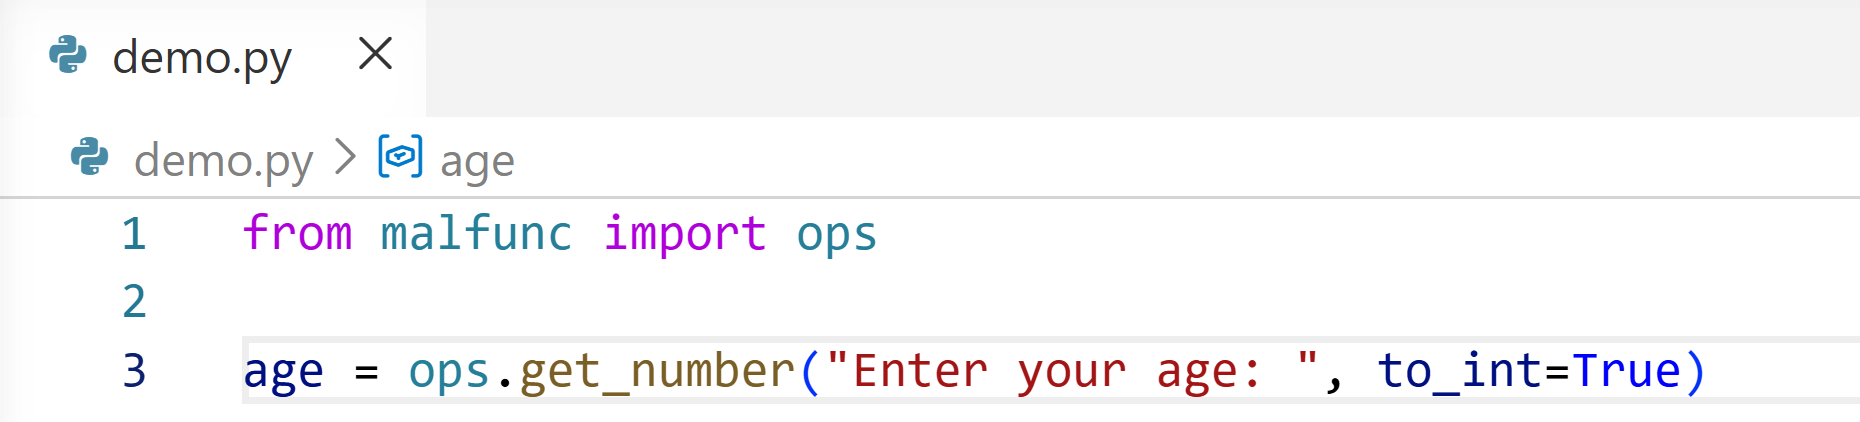 demo.py
demo.py > age
1 from malfunc import ops
2
3 age = ops.get_number("Enter your age: ", to_int=True)